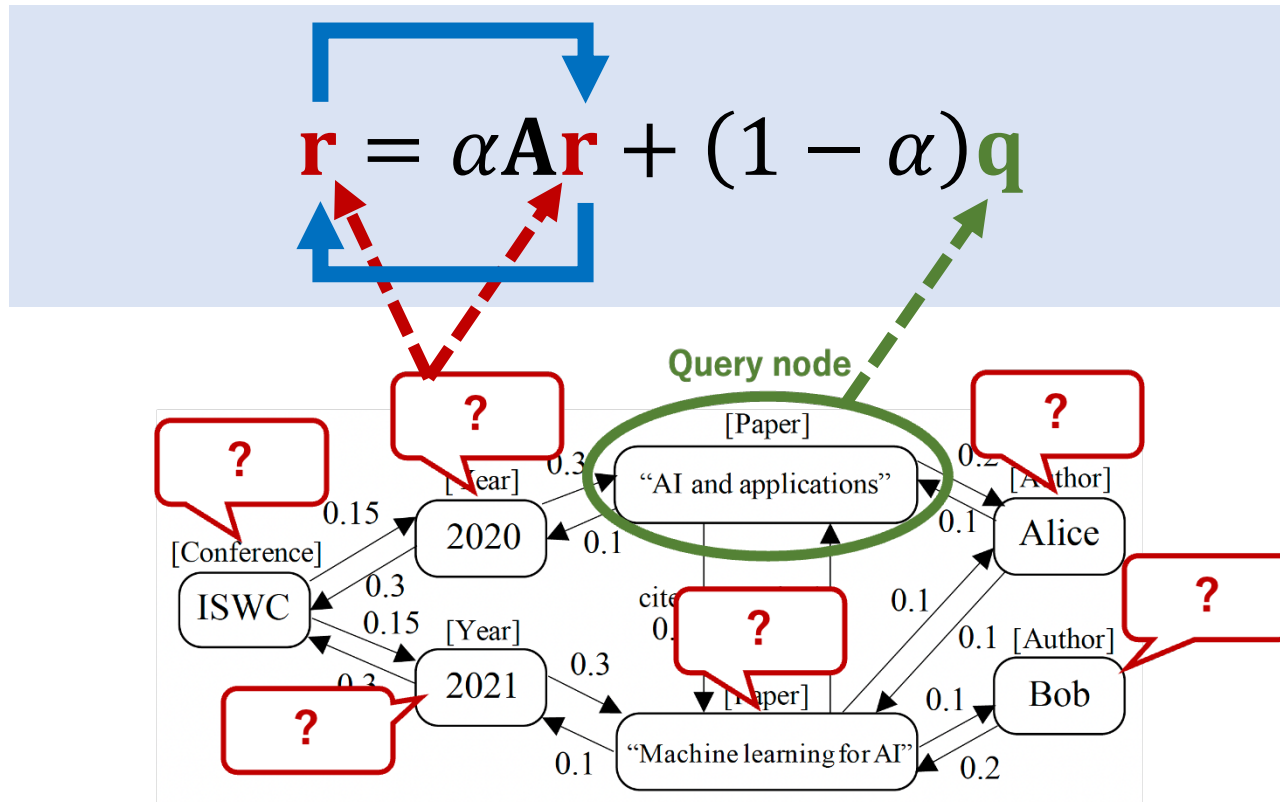 r = αAr + (1 − α)q
Query node
?
?
?
[Paper]
0.3
0.2
"AI and applications"
0.15
2020
0.1
0.1
Alice
[Conference]
ISWC
0.3
cite
?
0.1
?
0.15
[Year]
0.3
0.1
[Author]
0.3
2021
Bob
?
0.1
"Machine learning for AI"
0.1
0.2